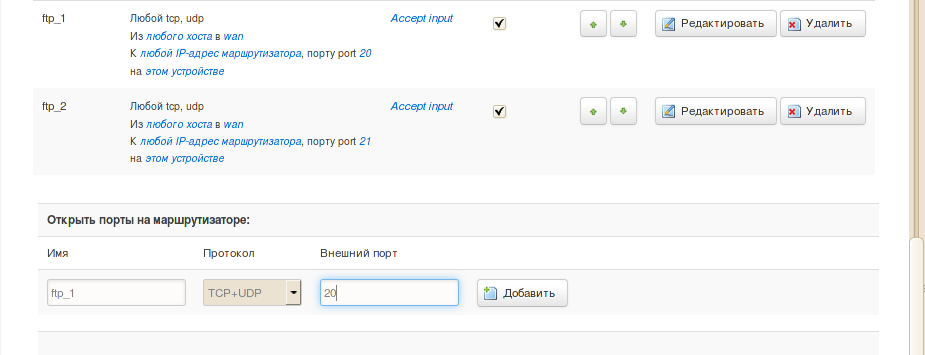 ftp_1 Любой tcp, udp Accept input Редактировать Удалить
Из любого хоста в wan
К любой IP-адрес маршрутизатора, порту port 20
на этом устройстве
ftp_2 Любой tcp, udp Accept input Редактировать Удалить
Из любого хоста в wan
К любой IP-адрес маршрутизатора, порту port 21
на этом устройстве
Открыть порты на маршрутизаторе:
Имя Протокол Внешний порт
ftp_1 TCP+UDP 20 Добавить